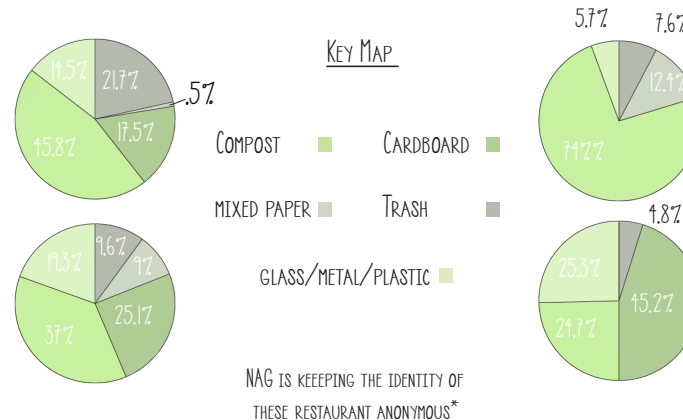 5.7% 7.6%
KEY MAP
14.5% 21.7%
12.4%
.5%
17.5%
45.8%
COMPOST CARDBOARD
74.2%
MIXED PAPER TRASH
4.8%
9.6%
19.3% 9%
GLASS/METAL/PLASTIC
25.3%
45.2%
25.1%
37%
24.7%
NAG IS KEEEPING THE IDENTITY OF
THESE RESTAURANT ANONYMOUS*